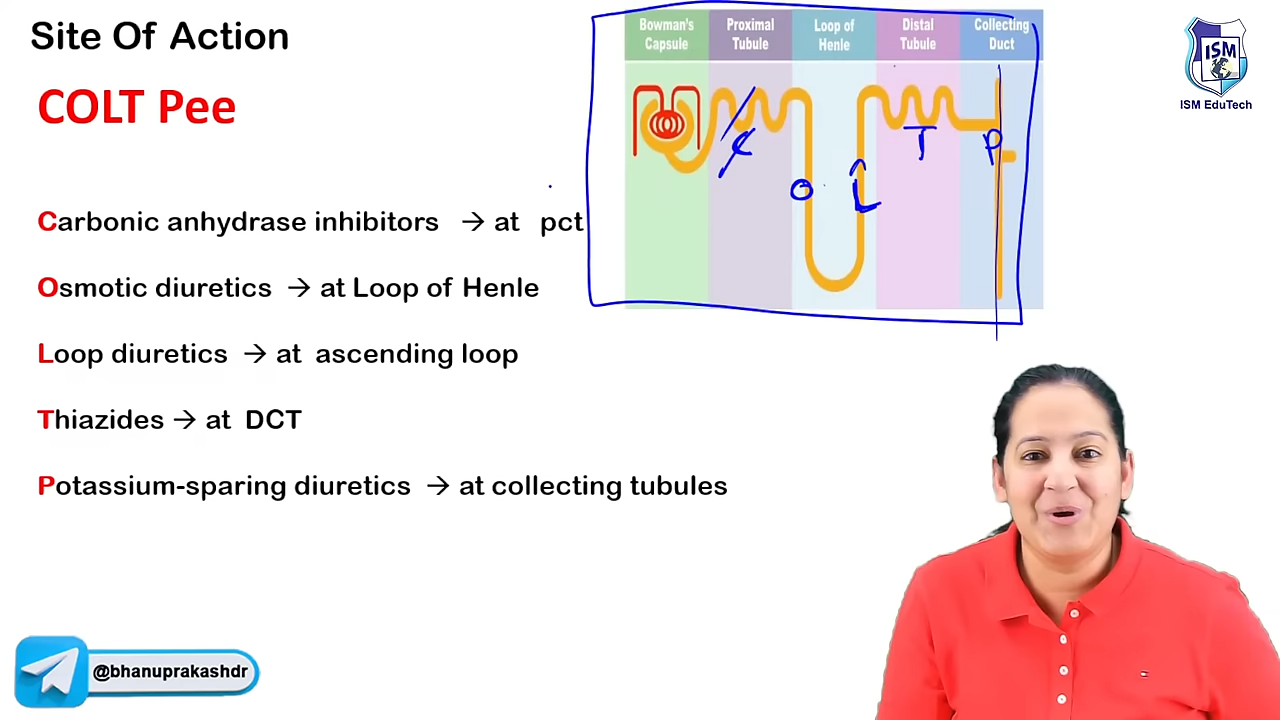 Site Of Action
COLT Pee
Carbonic anhydrase inhibitors → at pct
Osmotic diuretics → at Loop of Henle
Loop diuretics → at ascending loop
Thiazides → at DCT
Potassium-sparing diuretics → at collecting tubules
Bowman's Capsule
Proximal Tubule
Loop of Henle
Distal Tubule
Collecting Duct
C
O
L
T
P
ISM
ISM EduTech
@bhanuprakashdr